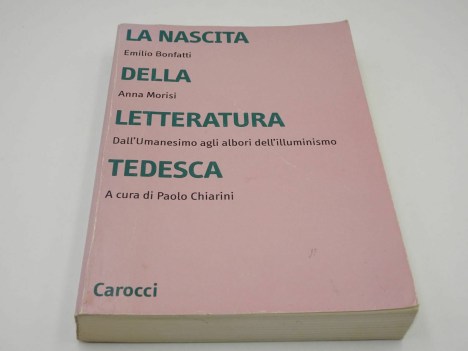 LA NASCITA
Emilio Bonfatti
DELLA
Anna Morisi
LETTERATURA
Dall'Umanesimo agli albori dell'illuminismo
TEDESCA
A cura di Paolo Chiarini
Carocci